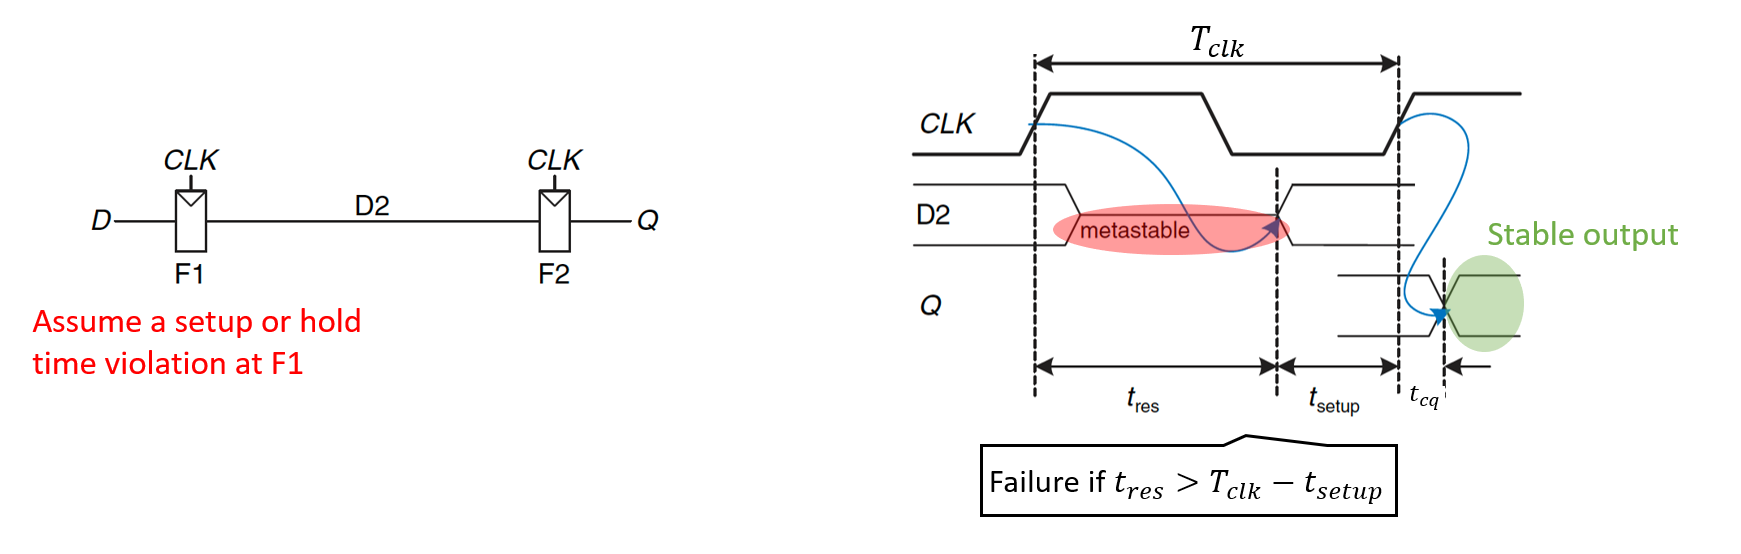 CLK
CLK
D
D2
Q
F1
F2
Assume a setup or hold
time violation at F1
T_{clk}
CLK
D2
metastable
Stable output
Q
t_{res}
t_{setup}
t_{cq}
Failure if t_{res} > T_{clk} − t_{setup}